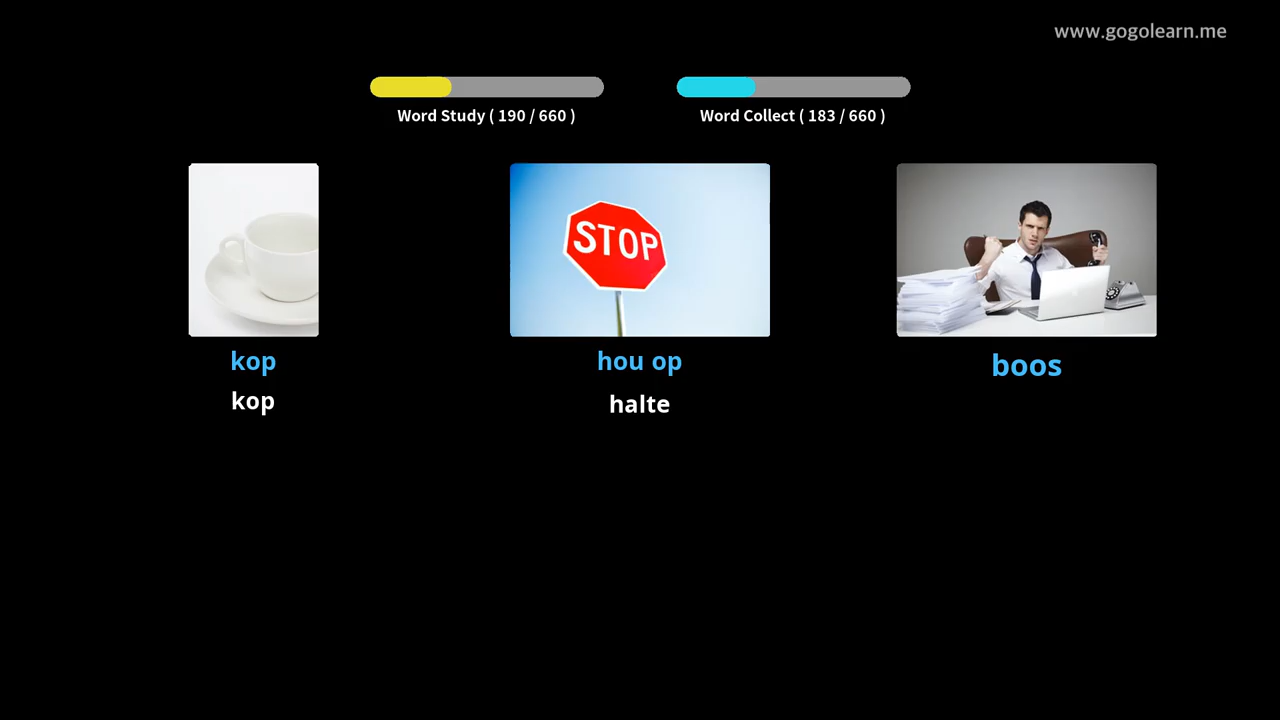 www.gogolearn.me
Word Study ( 190 / 660 )
Word Collect ( 183 / 660 )
STOP
kop
hou op
boos
kop
halte